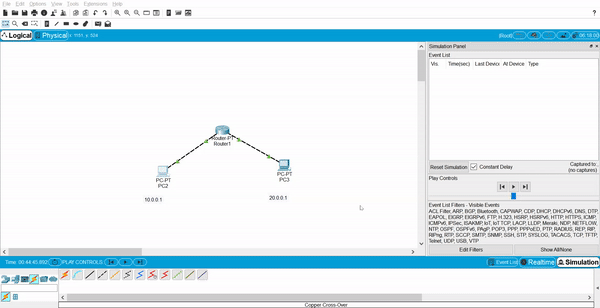 File Edit Options View Tools Extensions Help
Logical
Physical x: 1151 y: 524
[Root]
06:18:00
Simulation Panel
Event List
Vis. Time(sec) Last Device At Device Type
Router-PT
Router1
PC-PT
PC2
PC-PT
PC3
10.0.0.1
20.0.0.1
Reset Simulation Constant Delay Captured to:
(no captures)
Play Controls
Event List Filters - Visible Events
ACL Filter, ARP, BGP, Bluetooth, CAPWAP, CDP, DHCP, DHCPv6, DNS, DTP,
EAPOL, EIGRP, EIGRPv6, FTP, H.323, HSRP, HSRPv6, HTTP, HTTPS, ICMP,
ICMPv6, IPSec, ISAKMP, IoT, IoT TCP, LACP, LLDP, Meraki, NDP, NETFLOW,
NTP, OSPF, OSPFv6, PAgP, POP3, PPP, PPPoED, PTP, RADIUS, REP, RIP,
RIPng, RTP, SCCP, SMTP, SNMP, SSH, STP, SYSLOG, TACACS, TCP, TFTP,
Telnet, UDP, USB, VTP
Edit Filters Show All/None
Time: 00:44:45.892 PLAY CONTROLS
Event List Realtime Simulation
Copper Cross-Over